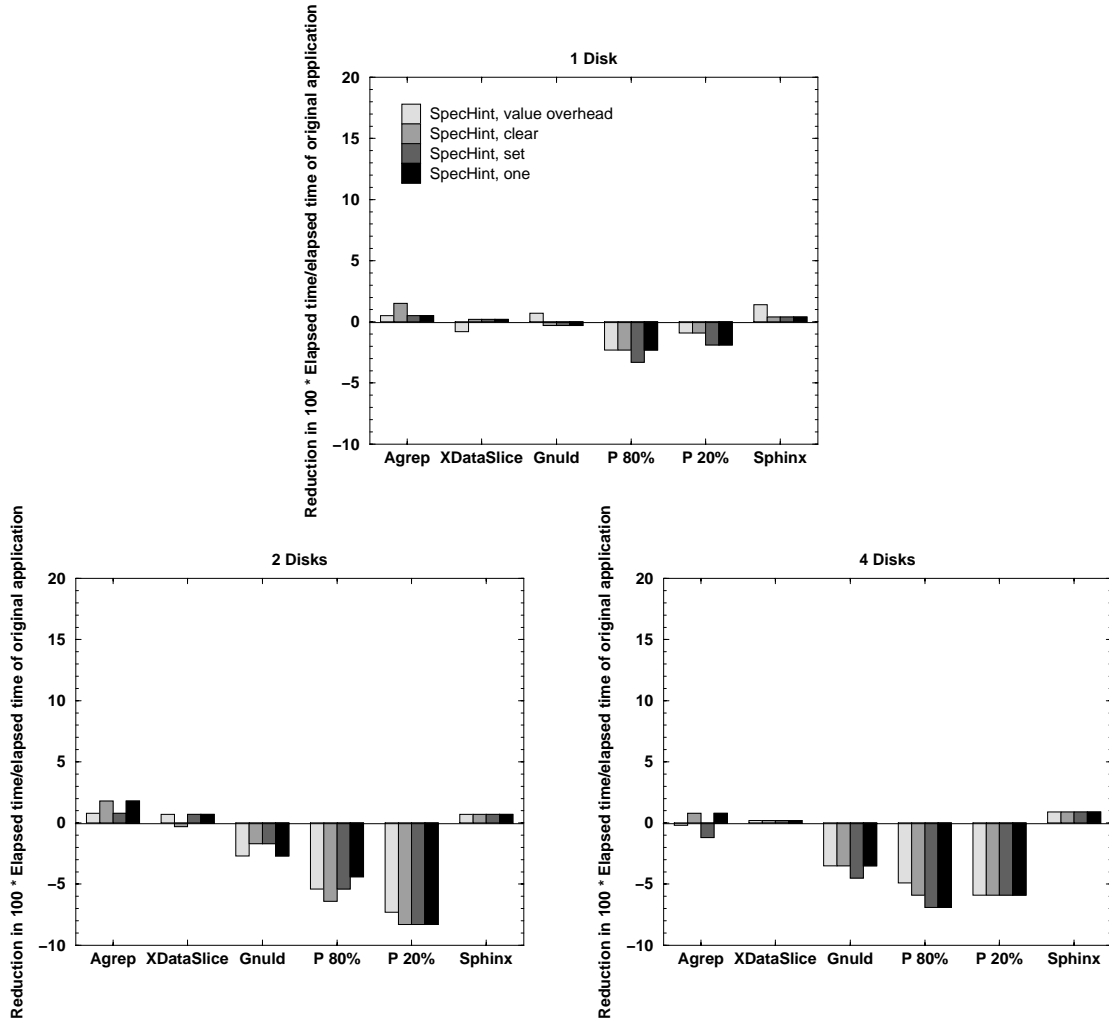 1 Disk
Reduction in 100 * Elapsed time/elapsed time of original application
20
15
10
5
0
−5
−10
SpecHint, value overhead
SpecHint, clear
SpecHint, set
SpecHint, one
Agrep XDataSlice Gnuld P 80% P 20% Sphinx
2 Disks
Reduction in 100 * Elapsed time/elapsed time of original application
20
15
10
5
0
−5
−10
Agrep XDataSlice Gnuld P 80% P 20% Sphinx
4 Disks
Reduction in 100 * Elapsed time/elapsed time of original application
20
15
10
5
0
−5
−10
Agrep XDataSlice Gnuld P 80% P 20% Sphinx